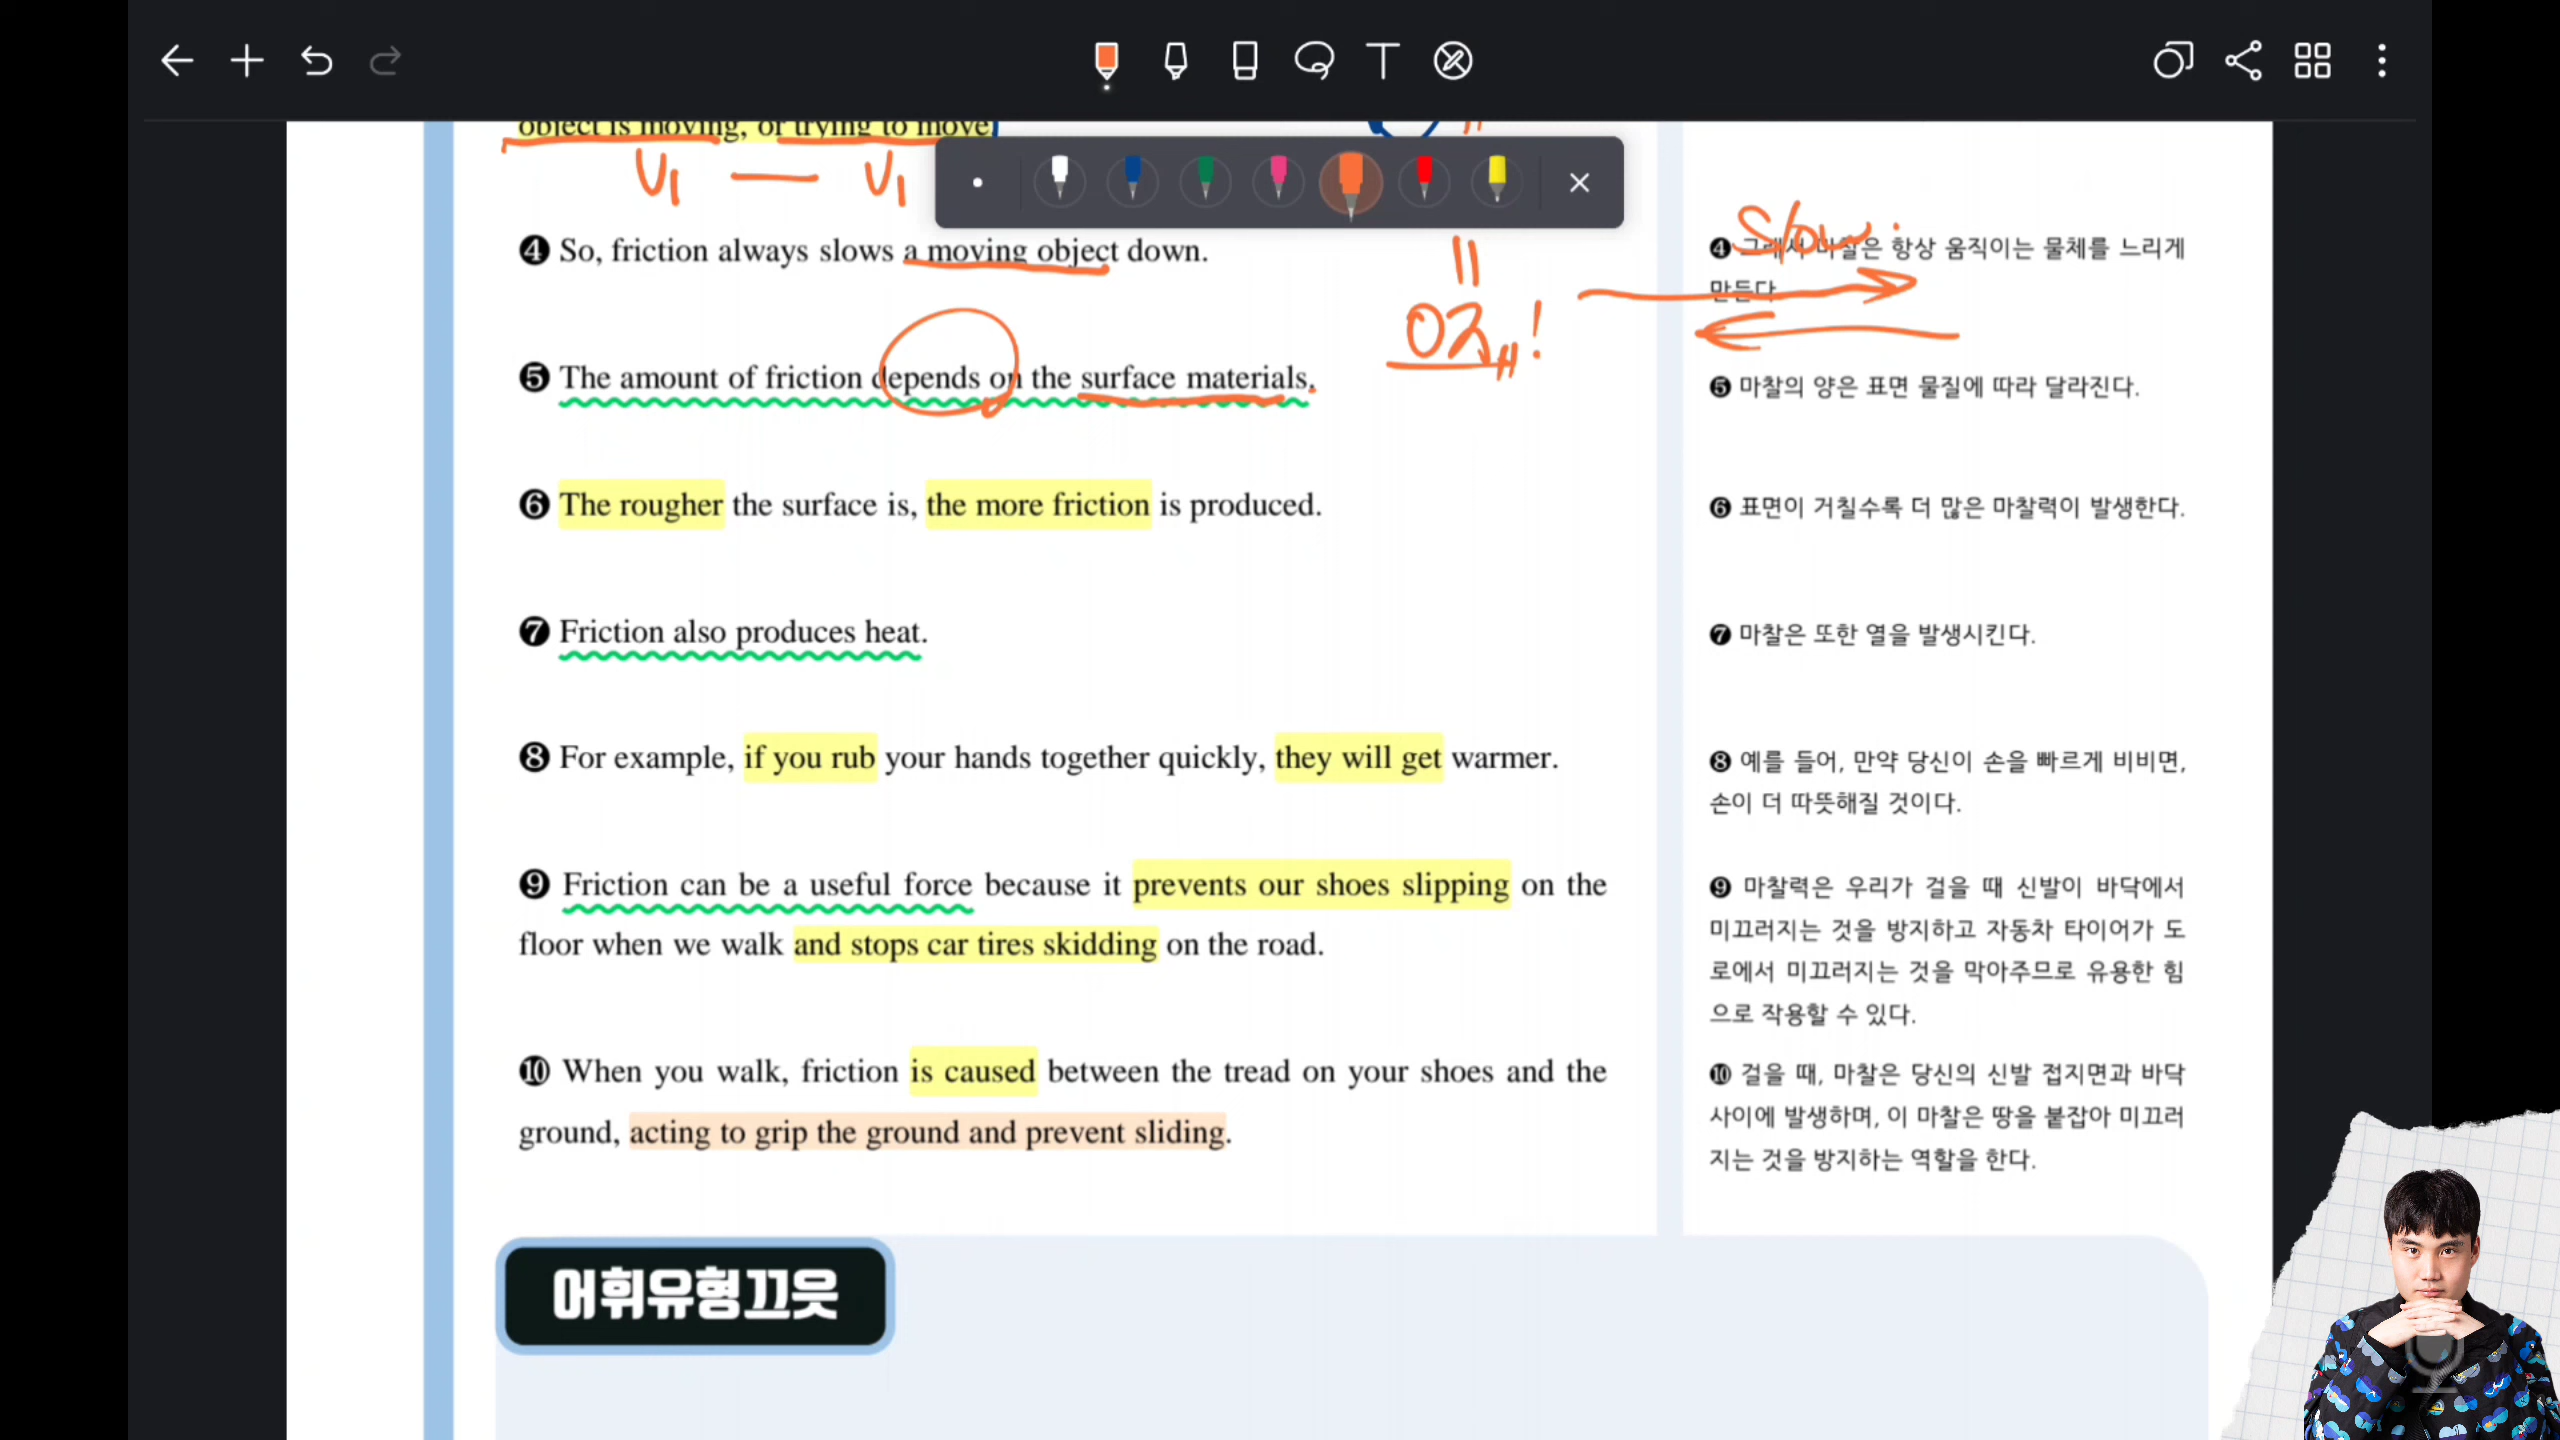 object is moving, or trying to move
V1 — V1
❹ So, friction always slows a moving object down.
Slow.
❹ 그래서 마찰은 항상 움직이는 물체를 느리게
만든다
❺ The amount of friction depends on the surface materials.
❺ 마찰의 양은 표면 물질에 따라 달라진다.
❻ The rougher the surface is, the more friction is produced.
❻ 표면이 거칠수록 더 많은 마찰력이 발생한다.
❼ Friction also produces heat.
❼ 마찰은 또한 열을 발생시킨다.
❽ For example, if you rub your hands together quickly, they will get warmer.
❽ 예를 들어, 만약 당신이 손을 빠르게 비비면,
손이 더 따뜻해질 것이다.
❾ Friction can be a useful force because it prevents our shoes slipping on the
floor when we walk and stops car tires skidding on the road.
❾ 마찰력은 우리가 걸을 때 신발이 바닥에서
미끄러지는 것을 방지하고 자동차 타이어가 도
로에서 미끄러지는 것을 막아주므로 유용한 힘
으로 작용할 수 있다.
❿ When you walk, friction is caused between the tread on your shoes and the
ground, acting to grip the ground and prevent sliding.
❿ 걸을 때, 마찰은 당신의 신발 접지면과 바닥
사이에 발생하며, 이 마찰은 땅을 붙잡아 미끄러
지는 것을 방지하는 역할을 한다.
어휘유형끄읏